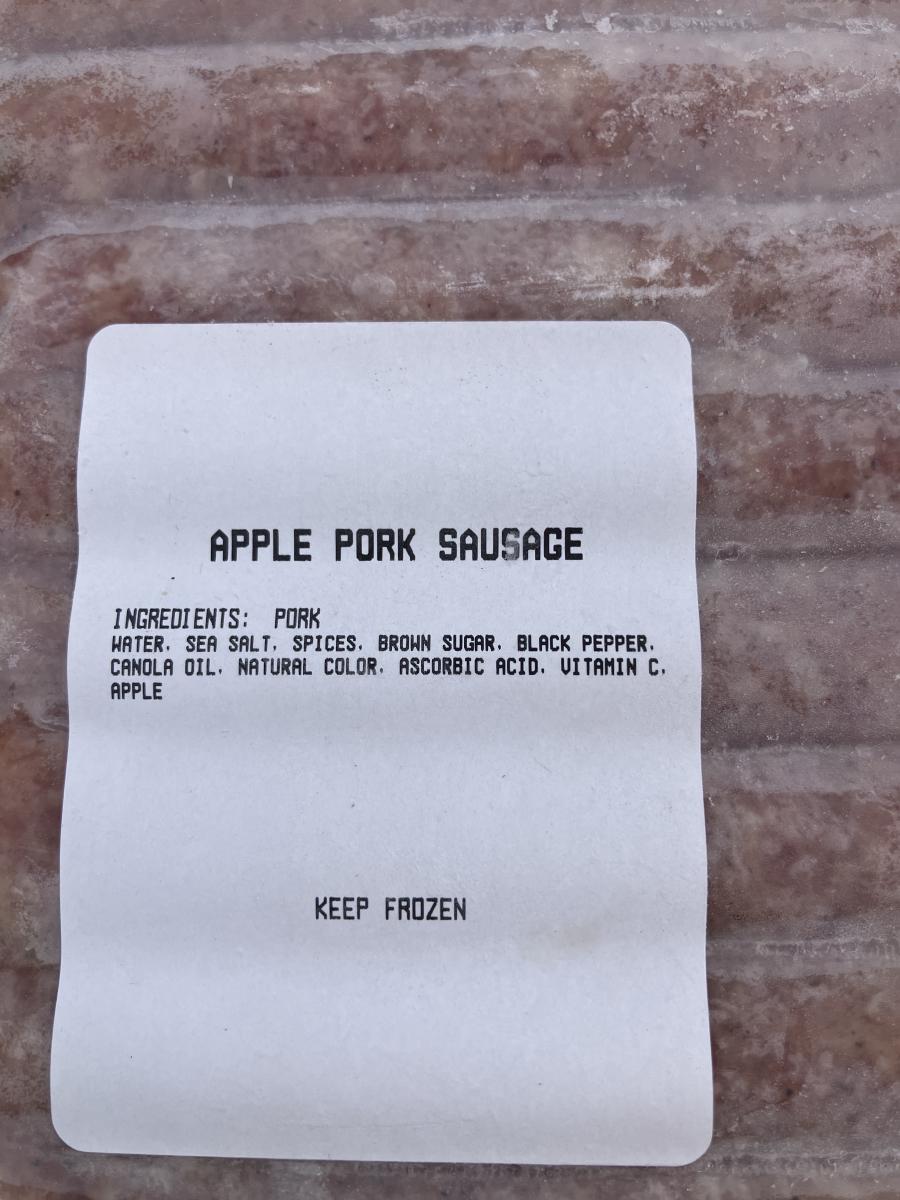 APPLE PORK SAUSAGE
INGREDIENTS: PORK
WATER, SEA SALT, SPICES, BROWN SUGAR, BLACK PEPPER,
CANOLA OIL, NATURAL COLOR, ASCORBIC ACID, VITAMIN C,
APPLE
KEEP FROZEN